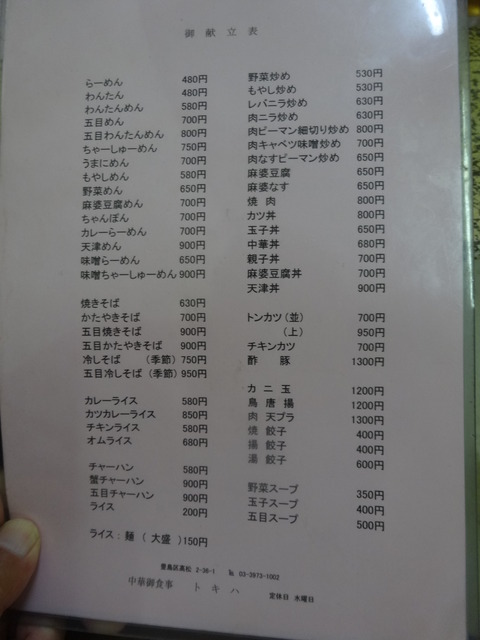 御献立表
らーめん 480円
わんたん 480円
わんたんめん 580円
五目めん 700円
五目わんたんめん 800円
ちゃーしゅーめん 750円
うまにめん 700円
もやしめん 580円
野菜めん 650円
麻婆豆腐めん 700円
ちゃんぽん 700円
カレーらーめん 700円
天津めん 900円
味噌らーめん 650円
味噌ちゃーしゅーめん 900円
焼きそば 630円
かたやきそば 700円
五目焼きそば 900円
五目かたやきそば 900円
冷しそば (季節) 750円
五目冷しそば (季節) 950円
カレーライス 580円
カツカレーライス 850円
チキンライス 580円
オムライス 680円
チャーハン 580円
蟹チャーハン 900円
五目チャーハン 900円
ライス 200円
ライス:麺 (大盛) 150円
野菜炒め 530円
もやし炒め 530円
レバニラ炒め 630円
肉ニラ炒め 630円
肉ピーマン細切り炒め 800円
肉キャベツ味噌炒め 700円
肉なすピーマン炒め 650円
麻婆豆腐 650円
麻婆なす 650円
焼肉 800円
カツ丼 800円
玉子丼 650円
中華丼 680円
親子丼 700円
麻婆豆腐丼 700円
天津丼 900円
トンカツ(並) 700円
(上) 950円
チキンカツ 700円
酢豚 1300円
カニ玉 1200円
鳥唐揚 1200円
肉天プラ 1300円
焼餃子 400円
揚餃子 400円
湯餃子 600円
野菜スープ 350円
玉子スープ 400円
五目スープ 500円
豊島区高松 2-36-1 ℡ 03-3973-1002
中華御食事 トキハ 定休日 水曜日